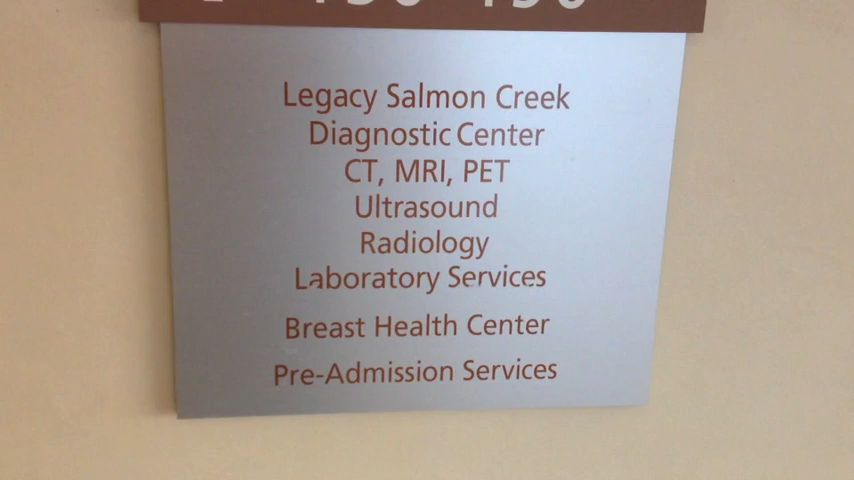 Legacy Salmon Creek
Diagnostic Center
CT, MRI, PET
Ultrasound
Radiology
Laboratory Services
Breast Health Center
Pre-Admission Services